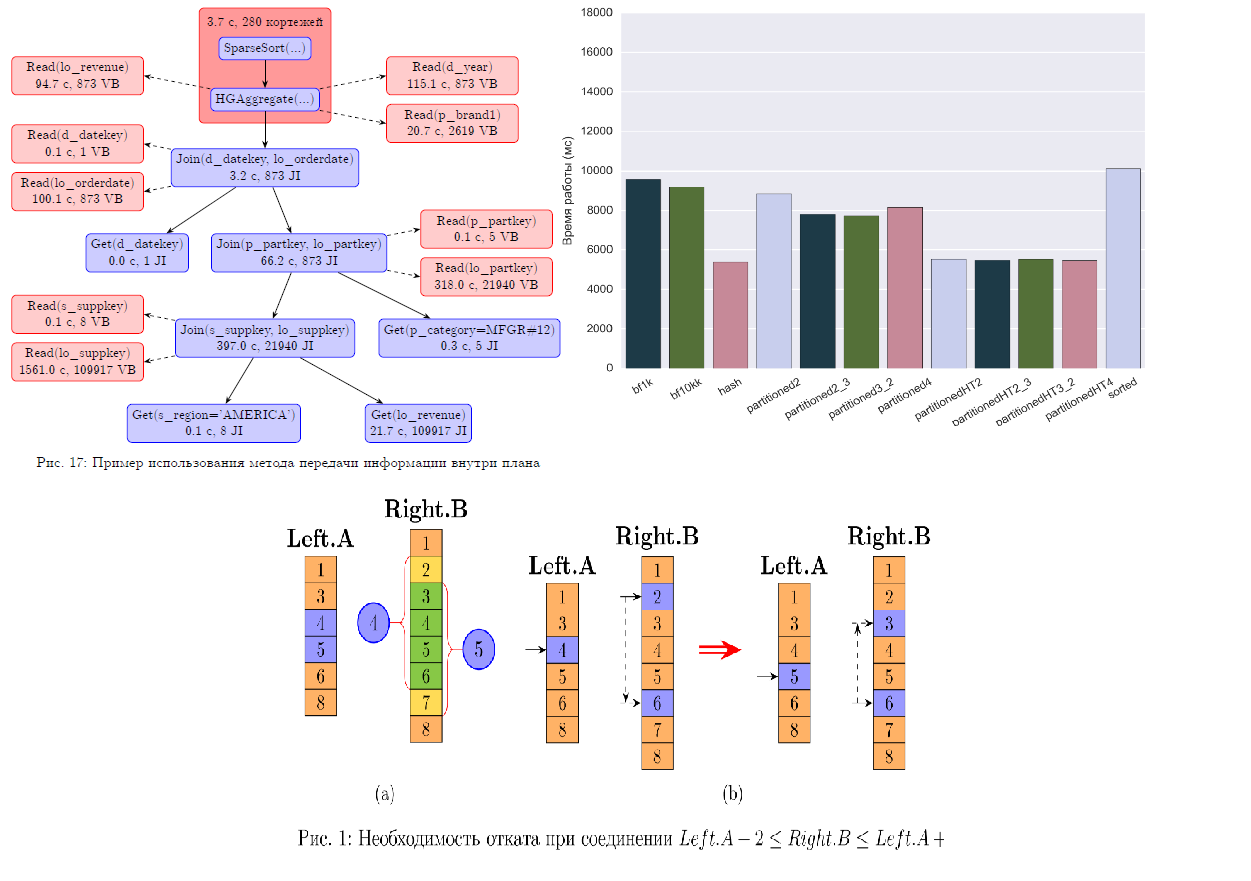 3.7 с, 280 кортежей
SparseSort(...)
HGAggregate(...)
Read(lo_revenue)
94.7 с, 873 VB
Read(d_year)
115.1 с, 873 VB
Read(p_brand1)
20.7 с, 2619 VB
Read(d_datekey)
0.1 с, 1 VB
Read(lo_orderdate)
100.1 с, 873 VB
Join(d_datekey, lo_orderdate)
3.2 с, 873 JI
Get(d_datekey)
0.0 с, 1 JI
Join(p_partkey, lo_partkey)
66.2 с, 873 JI
Read(p_partkey)
0.1 с, 5 VB
Read(lo_partkey)
318.0 с, 21940 VB
Read(s_suppkey)
0.1 с, 8 VB
Read(lo_suppkey)
1561.0 с, 109917 VB
Join(s_suppkey, lo_suppkey)
397.0 с, 21940 JI
Get(p_category=MFGR#12)
0.3 с, 5 JI
Get(s_region='AMERICA')
0.1 с, 8 JI
Get(lo_revenue)
21.7 с, 109917 JI
Рис. 17: Пример использования метода передачи информации внутри плана
Время работы (мс)
18000
16000
14000
12000
10000
8000
6000
4000
2000
0
bf1k
bf10kk
hash
partitioned2
partitioned2_3
partitioned3_2
partitioned4
partitionedHT2
partitionedHT2_3
partitionedHT3_2
partitionedHT4
sorted
Left.A
1
3
4
5
6
8
4
Right.B
1
2
3
4
5
6
7
8
5
(a)
Left.A
1
3
4
5
6
8
Right.B
1
2
3
4
5
6
7
8
Left.A
1
3
4
5
6
8
Right.B
1
2
3
4
5
6
7
8
(b)
Рис. 1: Необходимость отката при соединении Left.A − 2 ≤ Right.B ≤ Left.A +